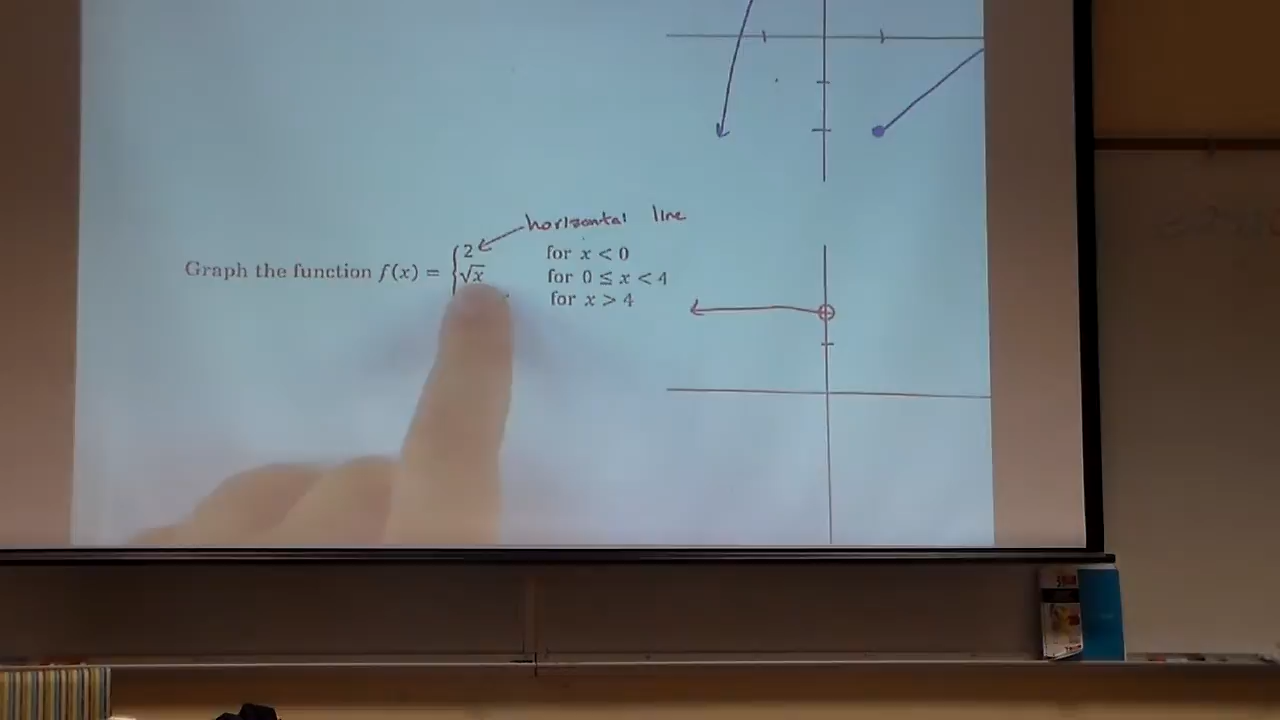 horizontal line
Graph the function f(x) = { 2 for x < 0
√x for 0 ≤ x < 4
for x > 4